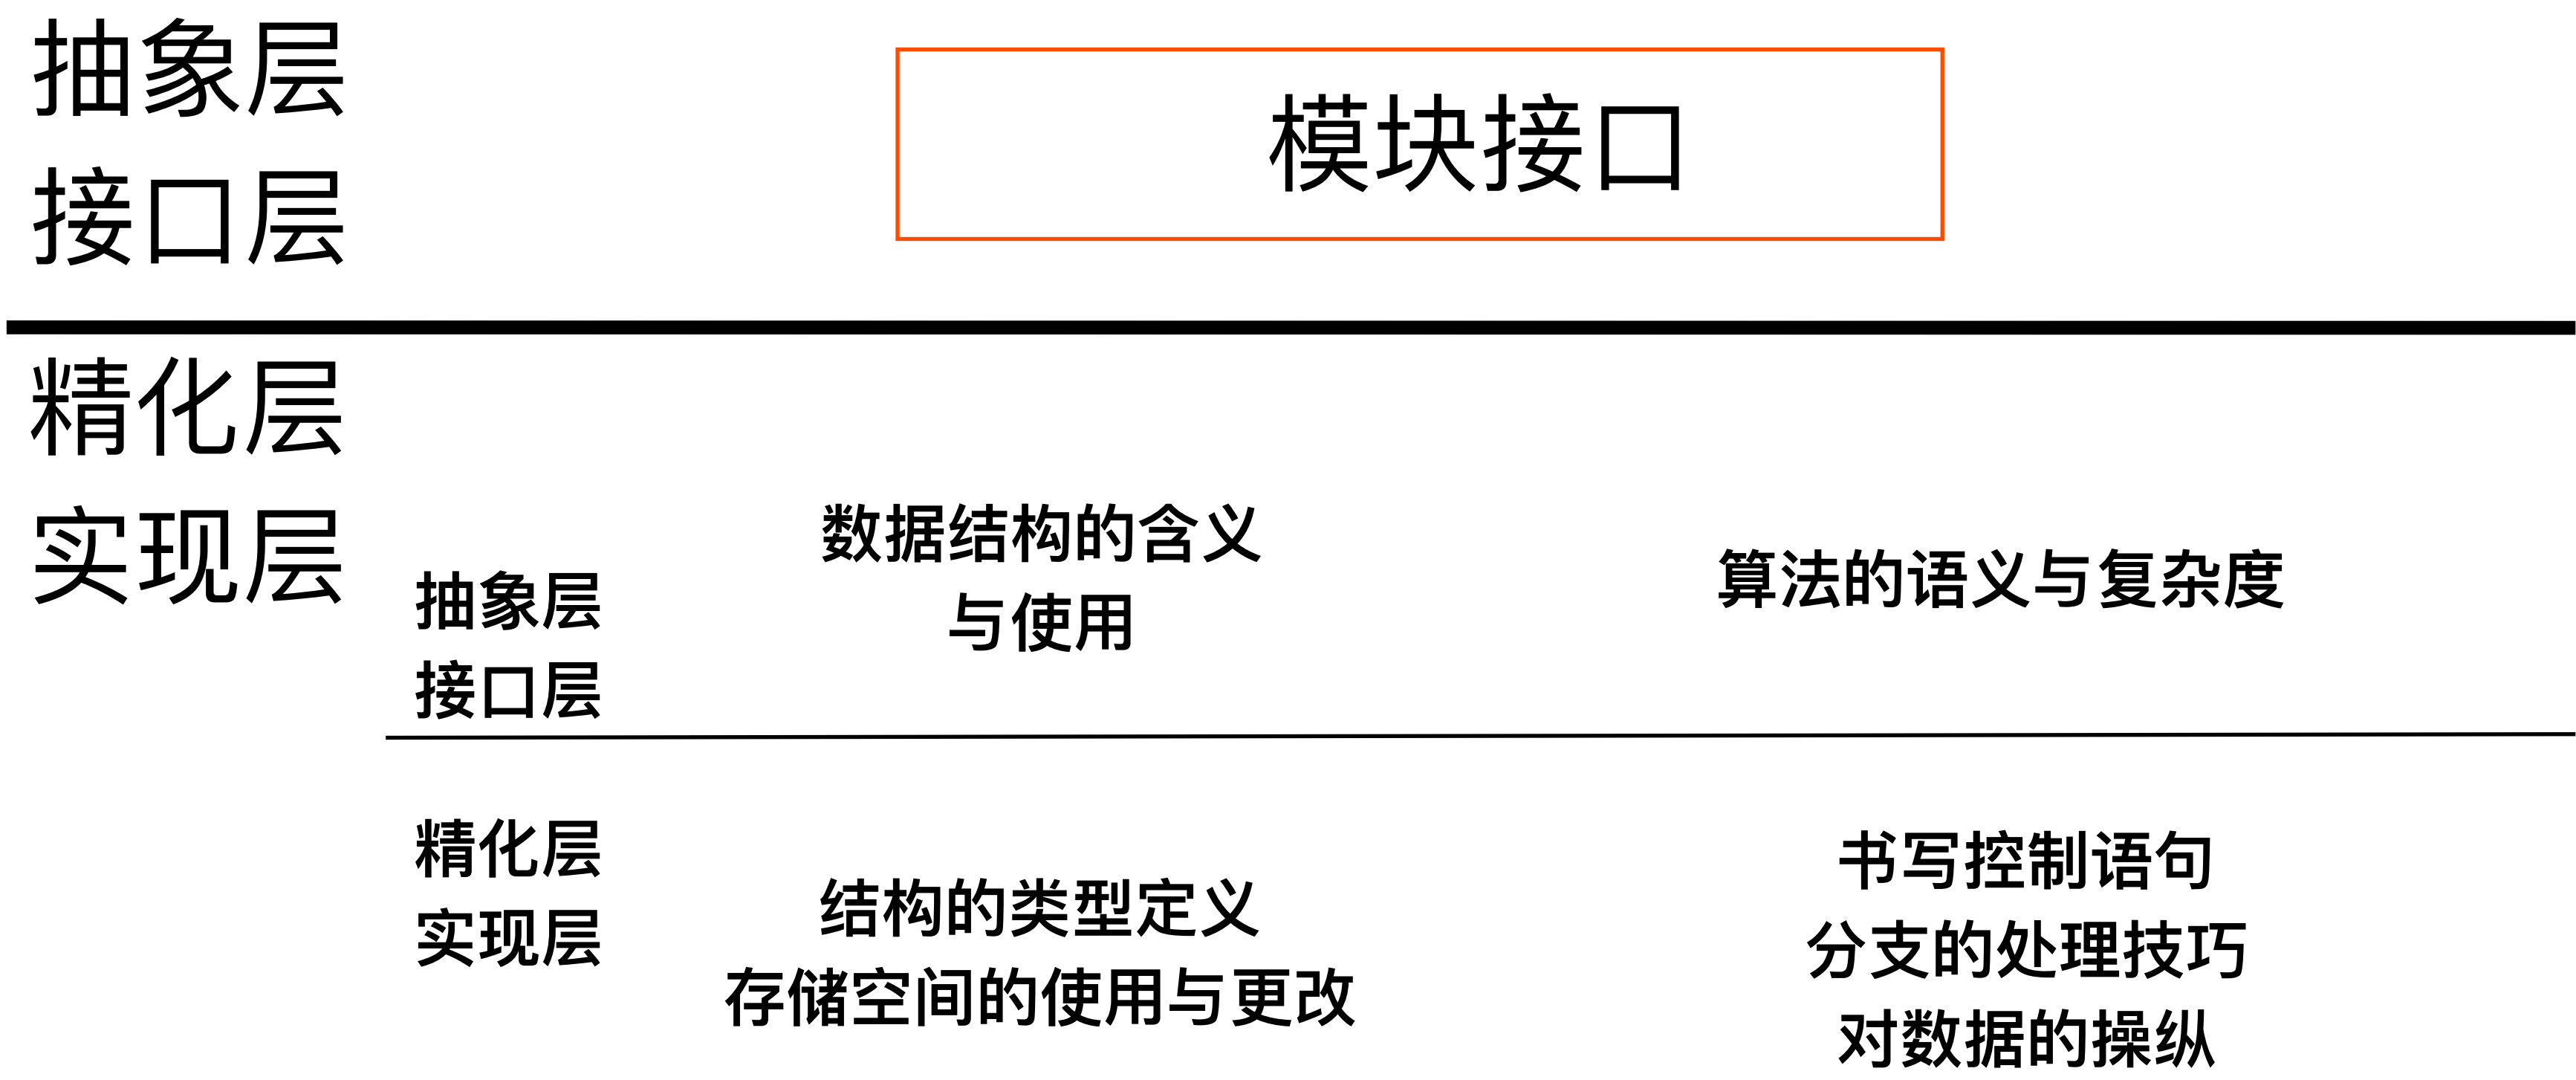 抽象层
接口层
模块接口
精化层
实现层
抽象层
接口层
数据结构的含义
与使用
算法的语义与复杂度
精化层
实现层
结构的类型定义
存储空间的使用与更改
书写控制语句
分支的处理技巧
对数据的操纵